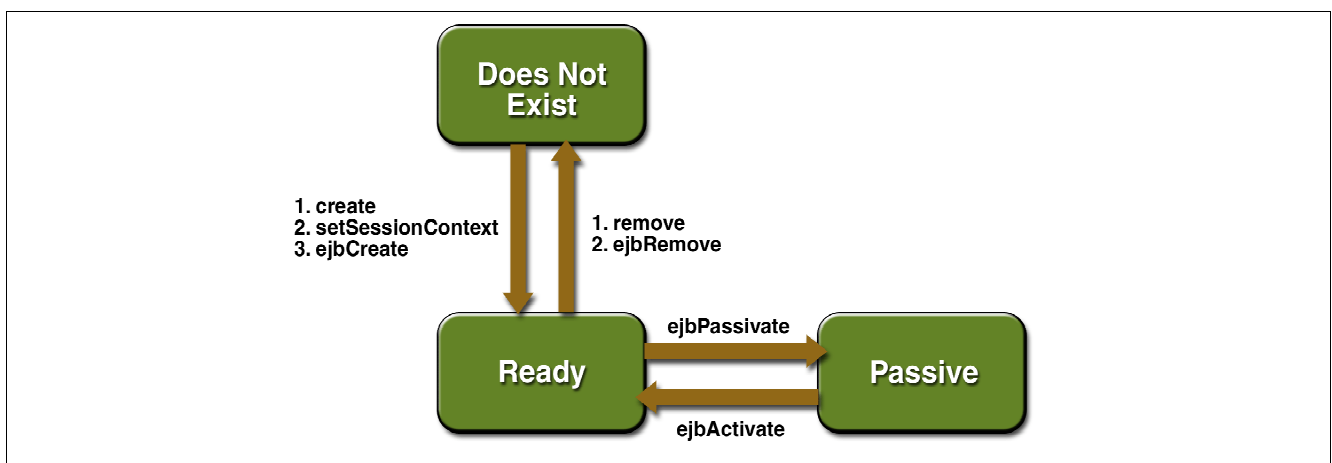 Does Not
Exist
1. create
2. setSessionContext
3. ejbCreate
1. remove
2. ejbRemove
ejbPassivate
Ready
Passive
ejbActivate